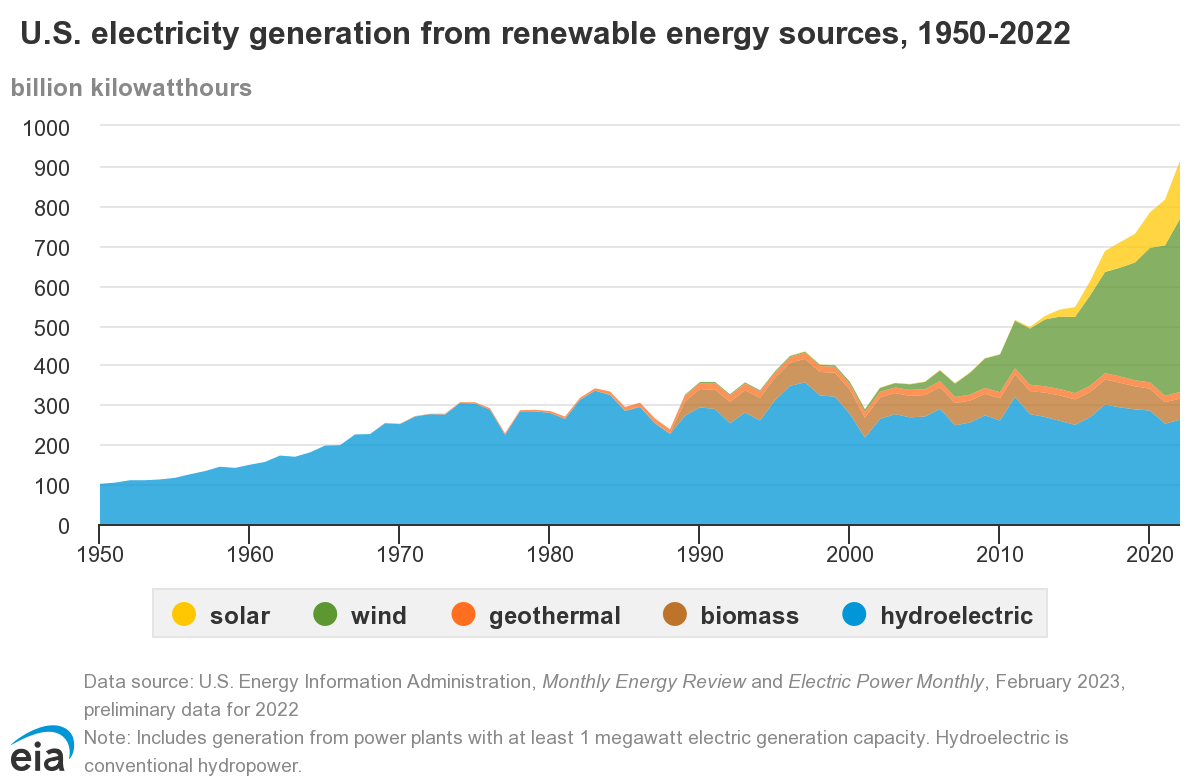 U.S. electricity generation from renewable energy sources, 1950-2022
billion kilowatthours
1000
900
800
700
600
500
400
300
200
100
0
1950 1960 1970 1980 1990 2000 2010 2020
solar wind geothermal biomass hydroelectric
Data source: U.S. Energy Information Administration, Monthly Energy Review and Electric Power Monthly, February 2023,
preliminary data for 2022
Note: Includes generation from power plants with at least 1 megawatt electric generation capacity. Hydroelectric is
conventional hydropower.
eia